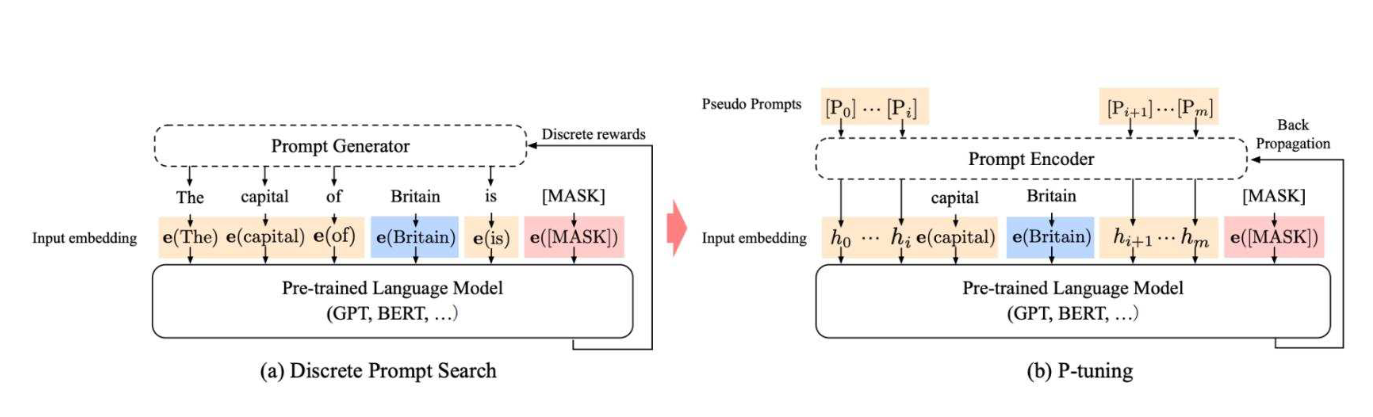 Prompt Generator
Discrete rewards
The capital of Britain is [MASK]
Input embedding e(The) e(capital) e(of) e(Britain) e(is) e([MASK])
Pre-trained Language Model
(GPT, BERT, …)
(a) Discrete Prompt Search
Pseudo Prompts [P0] ⋯ [Pi] [Pi+1] ⋯ [Pm]
Back
Propagation
Prompt Encoder
capital Britain [MASK]
Input embedding h0 ⋯ hi e(capital) e(Britain) hi+1 ⋯ hm e([MASK])
Pre-trained Language Model
(GPT, BERT, …)
(b) P-tuning